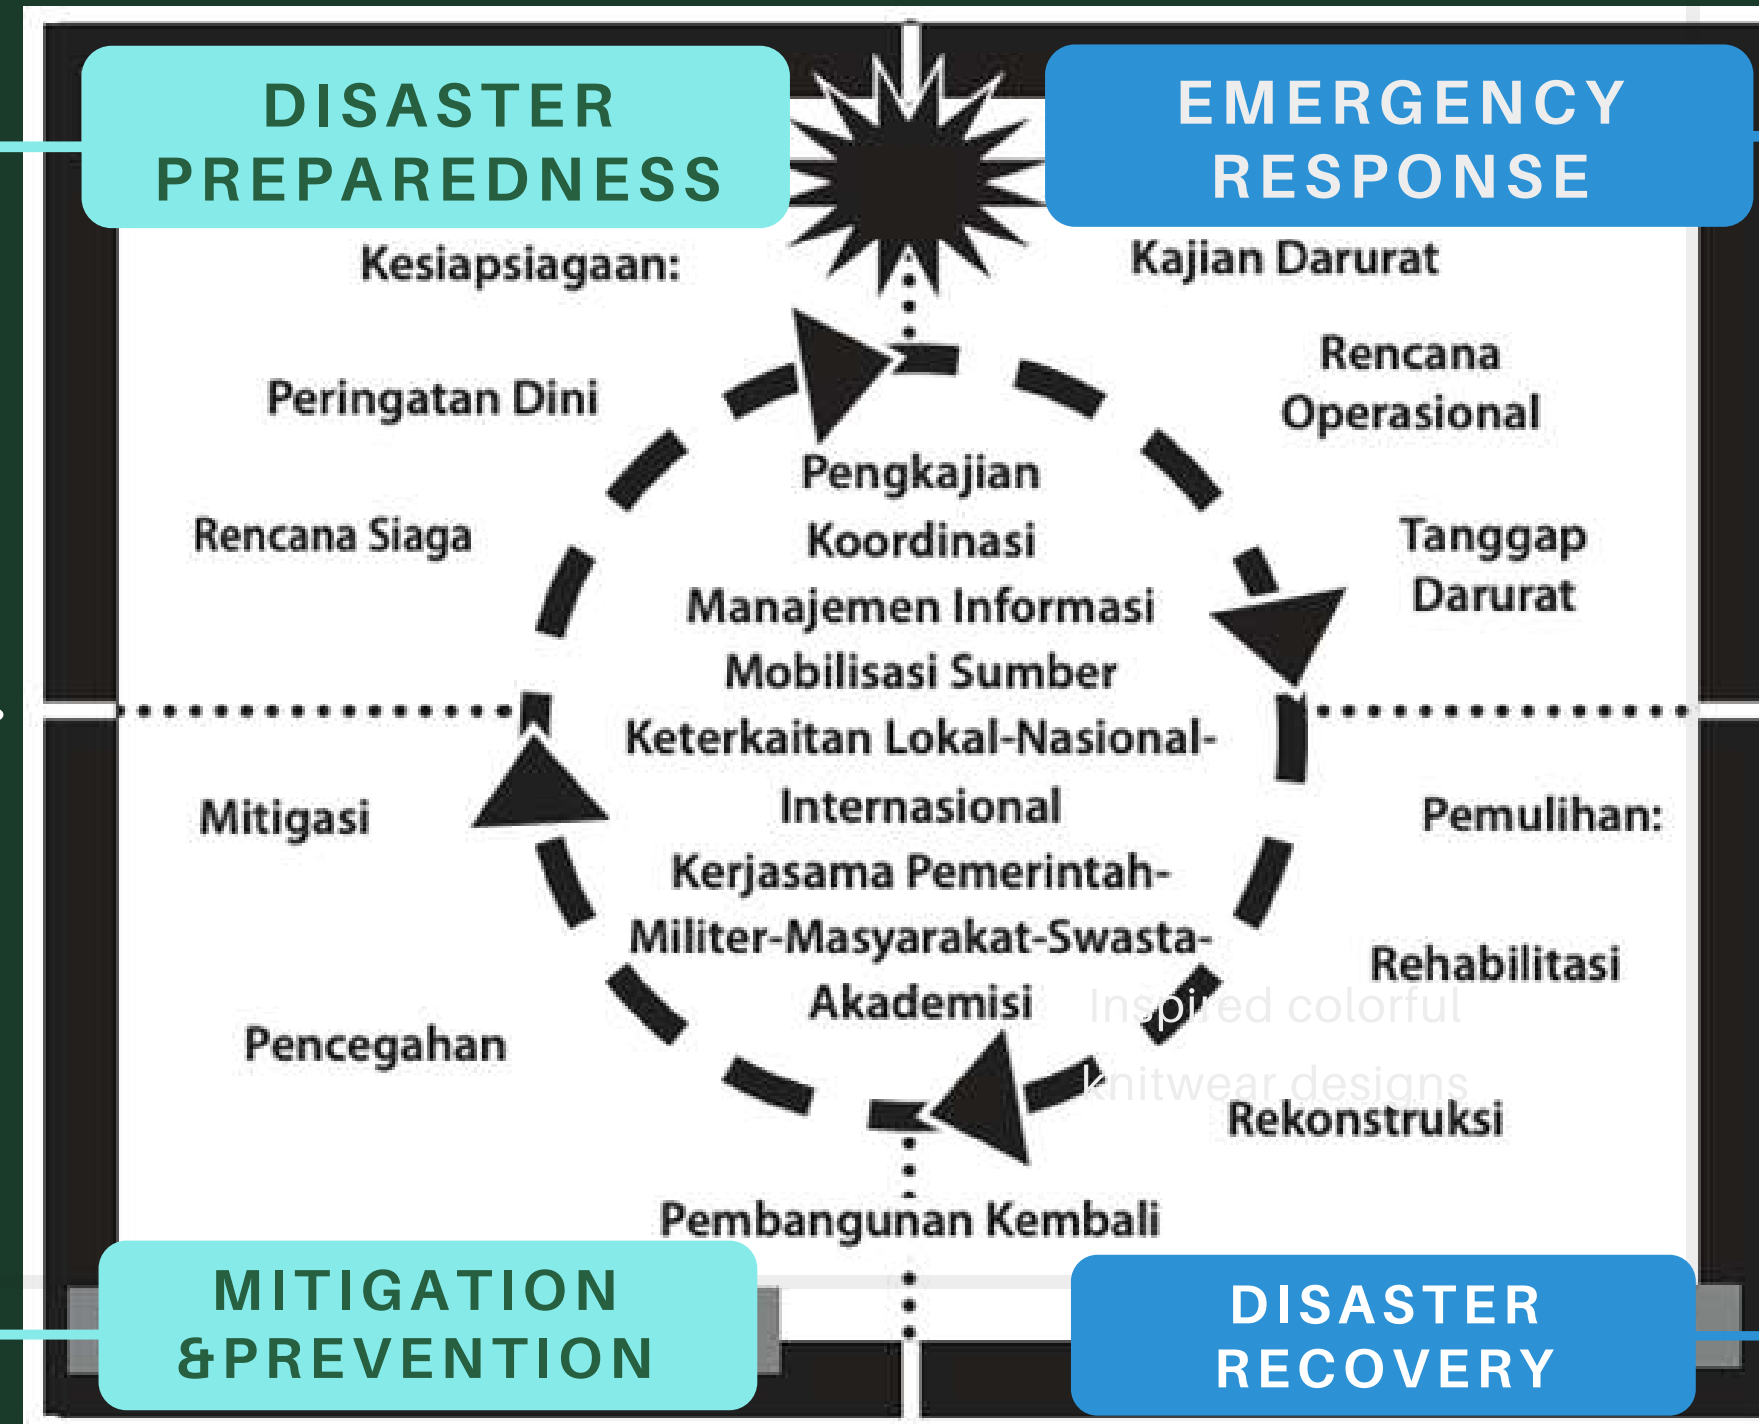 DISASTER
PREPAREDNESS
EMERGENCY
RESPONSE
Kesiapsiagaan:
Peringatan Dini
Rencana Siaga
Kajian Darurat
Rencana
Operasional
Tanggap
Darurat
Pengkajian
Koordinasi
Manajemen Informasi
Mobilisasi Sumber
Keterkaitan Lokal-Nasional-
Internasional
Kerjasama Pemerintah-
Militer-Masyarakat-Swasta-
Akademisi
Mitigasi
Pencegahan
Pemulihan:
Rehabilitasi
Inspired colorful
knitwear designs
Rekonstruksi
Pembangunan Kembali
MITIGATION
&PREVENTION
DISASTER
RECOVERY